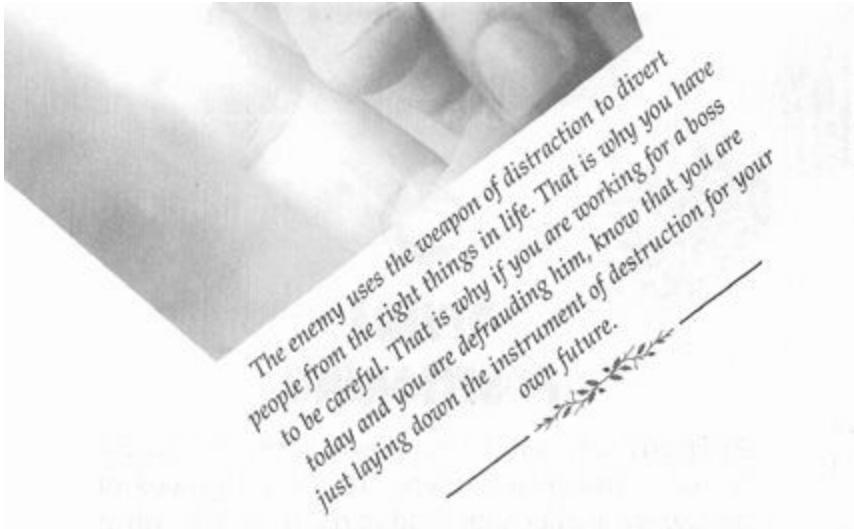 The enemy uses the weapon of distraction to divert
people from the right things in life. That is why you have
to be careful. That is why if you are working for a boss
today and you are defrauding him, know that you are
just laying down the instrument of destruction for your
own future.